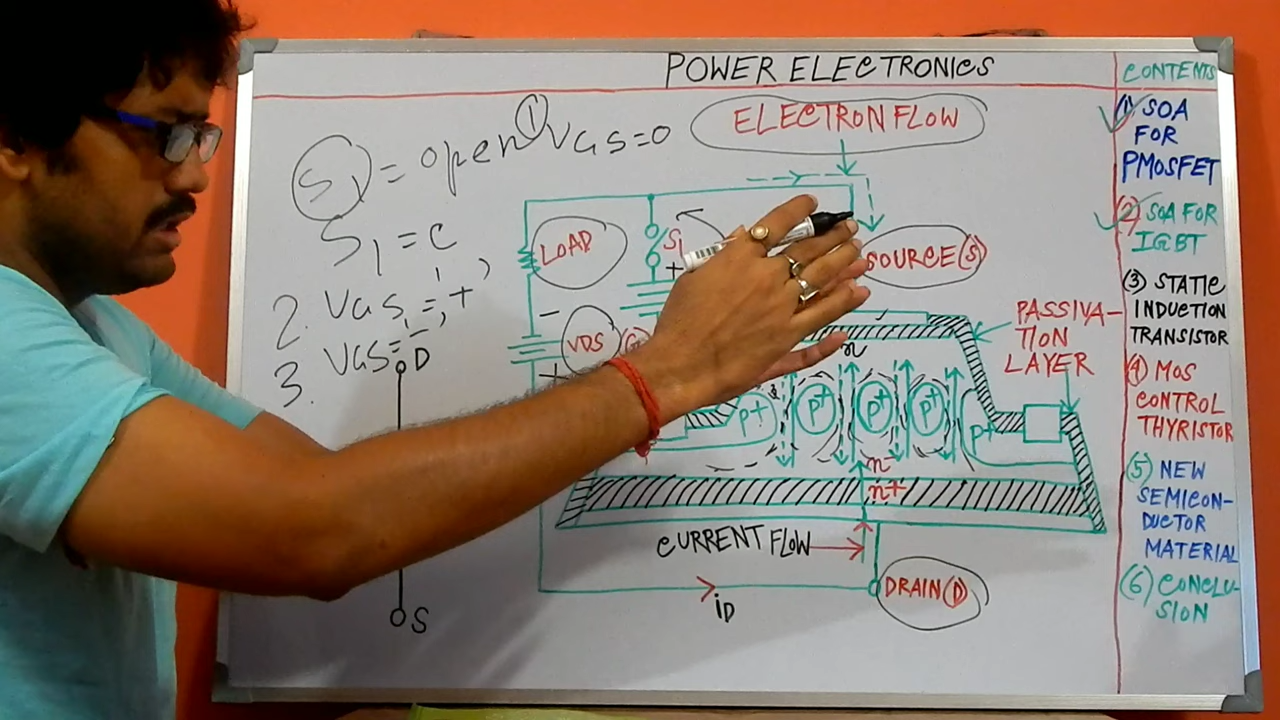 POWER ELECTRONICS
S1 = open ① VGS=0
S1 = C
2. VGS = , + )
3. VGS = -
D
S
ELECTRON FLOW
LOAD
S1
+
SOURCE(S)
-
VDS
(G)
+
n
PASSIVA-
TION
LAYER
p+
p+
p+
p+
p+
n-
n+
CURRENT FLOW
iD
DRAIN(D)
CONTENTS
(1) SOA
FOR
PMOSFET
(2) SOA FOR
IGBT
(3) STATIC
INDUCTION
TRANSISTOR
(4) MOS
CONTROL
THYRISTOR
(5) NEW
SEMICON-
DUCTOR
MATERIAL
(6) CONCLU-
SION